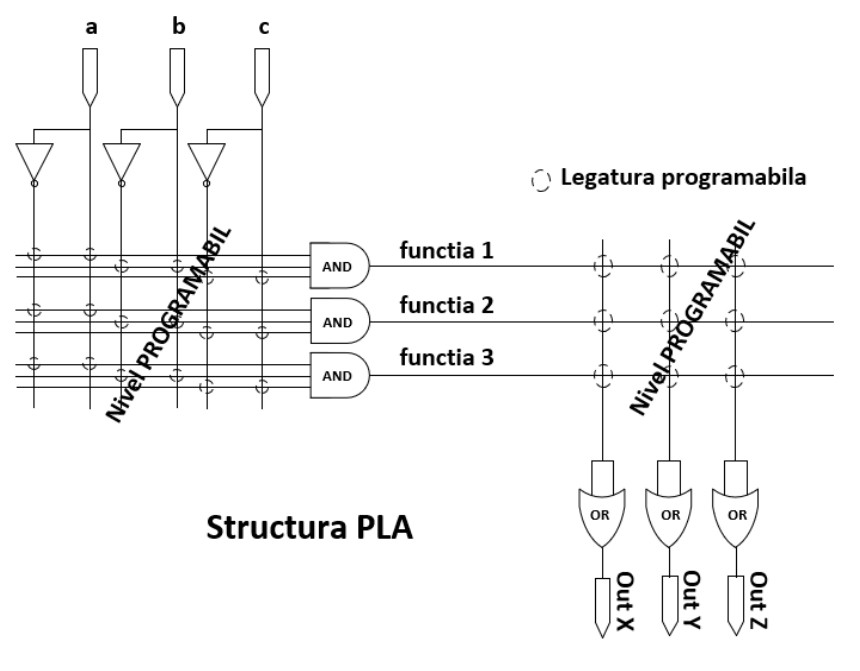 a b c
Legatura programabila
Nivel PROGRAMABIL
Nivel PROGRAMABIL
AND
functia 1
AND
functia 2
AND
functia 3
OR
OR
OR
Structura PLA
Out X
Out Y
Out Z